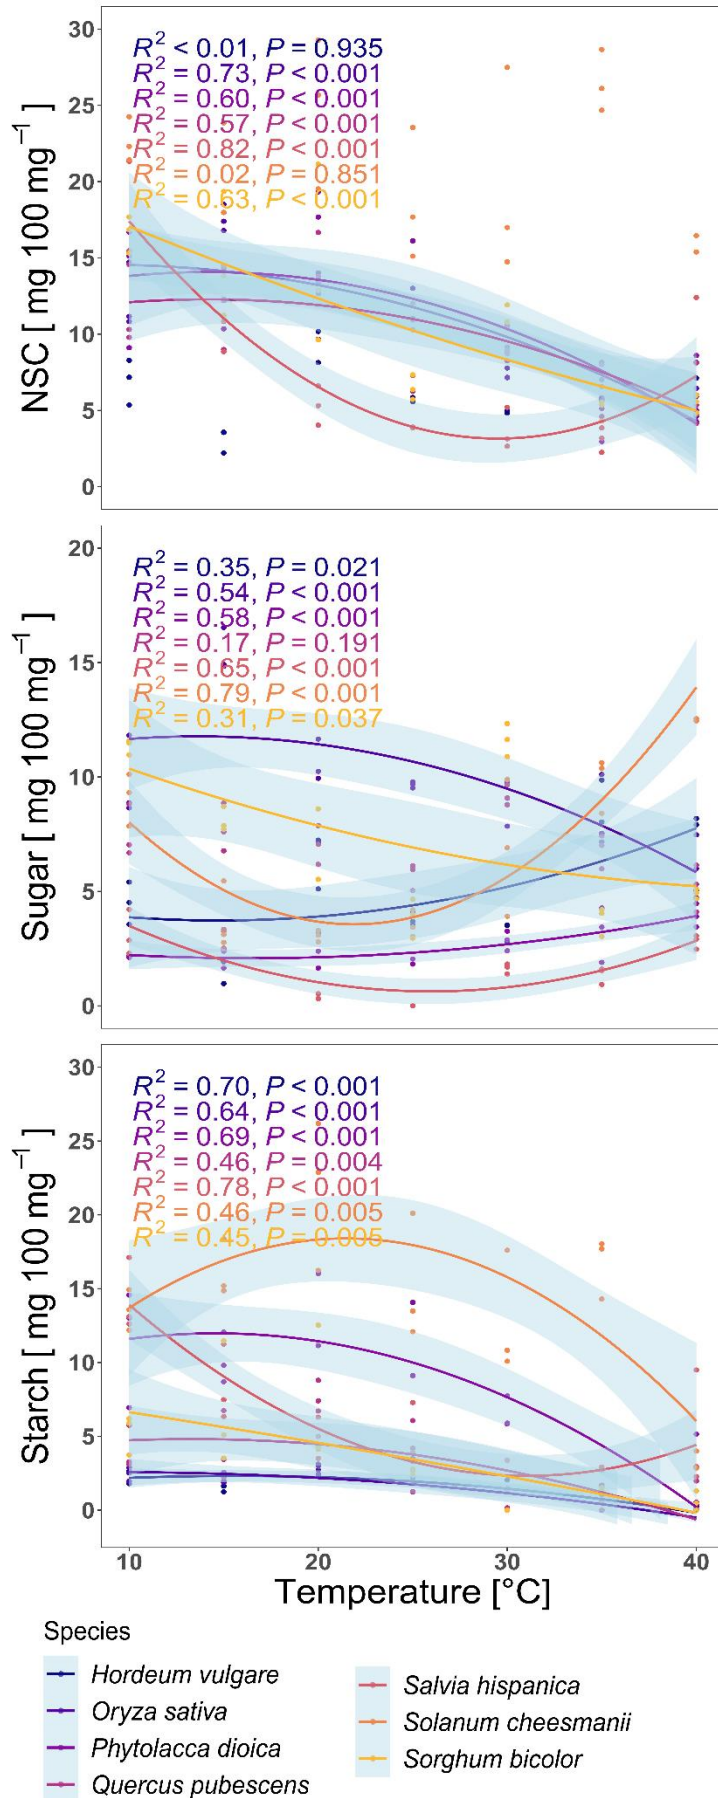 30
25
20
15
10
5
0
NSC [ mg 100 mg⁻¹ ]
R² < 0.01, P = 0.935
R² = 0.73, P < 0.001
R² = 0.60, P < 0.001
R² = 0.57, P < 0.001
R² = 0.82, P < 0.001
R² = 0.02, P = 0.851
R² = 0.63, P < 0.001
20
15
10
5
0
Sugar [ mg 100 mg⁻¹ ]
R² = 0.35, P = 0.021
R² = 0.54, P < 0.001
R² = 0.58, P < 0.001
R² = 0.17, P = 0.191
R² = 0.65, P < 0.001
R² = 0.79, P < 0.001
R² = 0.31, P = 0.037
30
25
20
15
10
5
0
Starch [ mg 100 mg⁻¹ ]
R² = 0.70, P < 0.001
R² = 0.64, P < 0.001
R² = 0.69, P < 0.001
R² = 0.46, P = 0.004
R² = 0.78, P < 0.001
R² = 0.46, P = 0.005
R² = 0.45, P = 0.005
10 20 30 40
Temperature [°C]
Species
Hordeum vulgare
Oryza sativa
Phytolacca dioica
Quercus pubescens
Salvia hispanica
Solanum cheesmanii
Sorghum bicolor